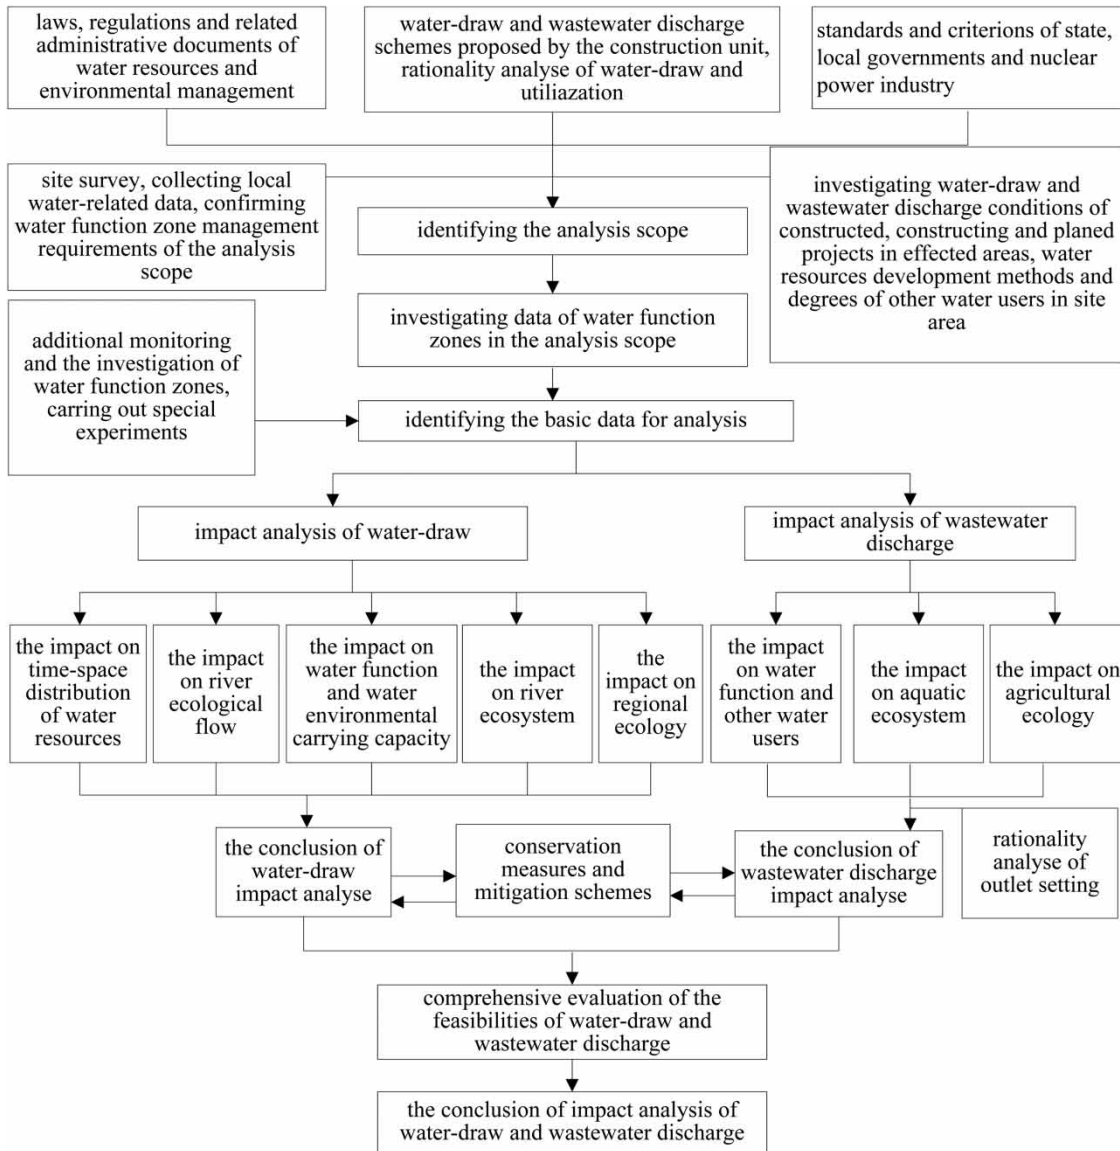 laws, regulations and related
administrative documents of
water resources and
environmental management
water-draw and wastewater discharge
schemes proposed by the construction unit,
rationality analyse of water-draw and
utiliazation
standards and criterions of state,
local governments and nuclear
power industry
site survey, collecting local
water-related data, confirming
water function zone management
requirements of the analysis
scope
identifying the analysis scope
investigating water-draw and
wastewater discharge conditions of
constructed, constructing and planed
projects in effected areas, water
resources development methods and
degrees of other water users in site
area
investigating data of water function
zones in the analysis scope
additional monitoring
and the investigation of
water function zones,
carring out special
experiments
identifying the basic data for analysis
impact analysis of water-draw
impact analysis of wastewater
discharge
the impact on
time-space
distribution
of water
resources
the impact
on river
ecological
flow
the impact on
water function
and water
environmental
carrying capacity
the impact
on river
ecosystem
the
impact on
regional
ecology
the impact
on water
function and
other water
users
the impact
on aquatic
ecosystem
the impact on
agricultural
ecology
the conclusion of
water-draw
impact analyse
conservation
measures and
mitigation schemes
the conclusion of
wastewater discharge
impact analyse
rationality
analyse of
outlet setting
comprehensive evaluation of the
feasibilities of water-draw and
wastewater discharge
the conclusion of impact analysis of
water-draw and wastewater discharge